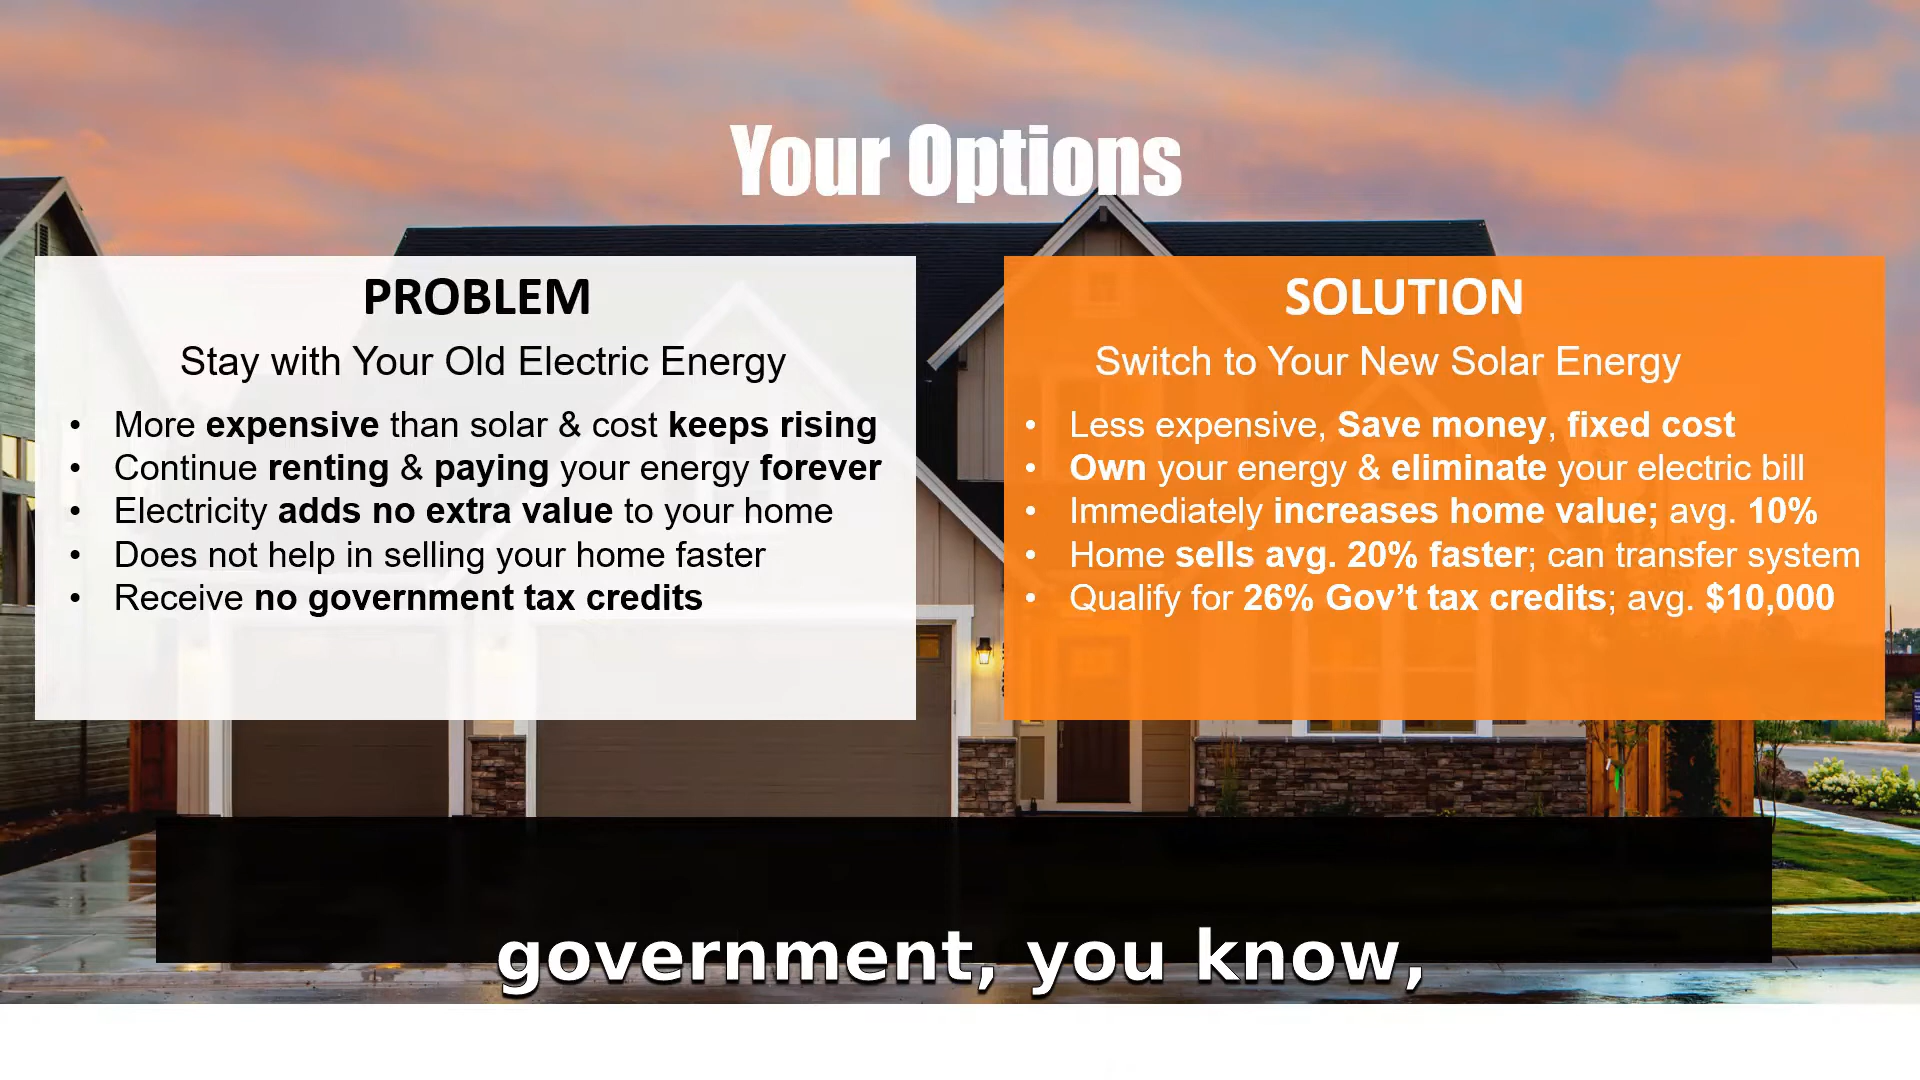 Your Options
PROBLEM
Stay with Your Old Electric Energy
• More expensive than solar & cost keeps rising
• Continue renting & paying your energy forever
• Electricity adds no extra value to your home
• Does not help in selling your home faster
• Receive no government tax credits
SOLUTION
Switch to Your New Solar Energy
• Less expensive, Save money, fixed cost
• Own your energy & eliminate your electric bill
• Immediately increases home value; avg. 10%
• Home sells avg. 20% faster; can transfer system
• Qualify for 26% Gov’t tax credits; avg. $10,000
government, you know,